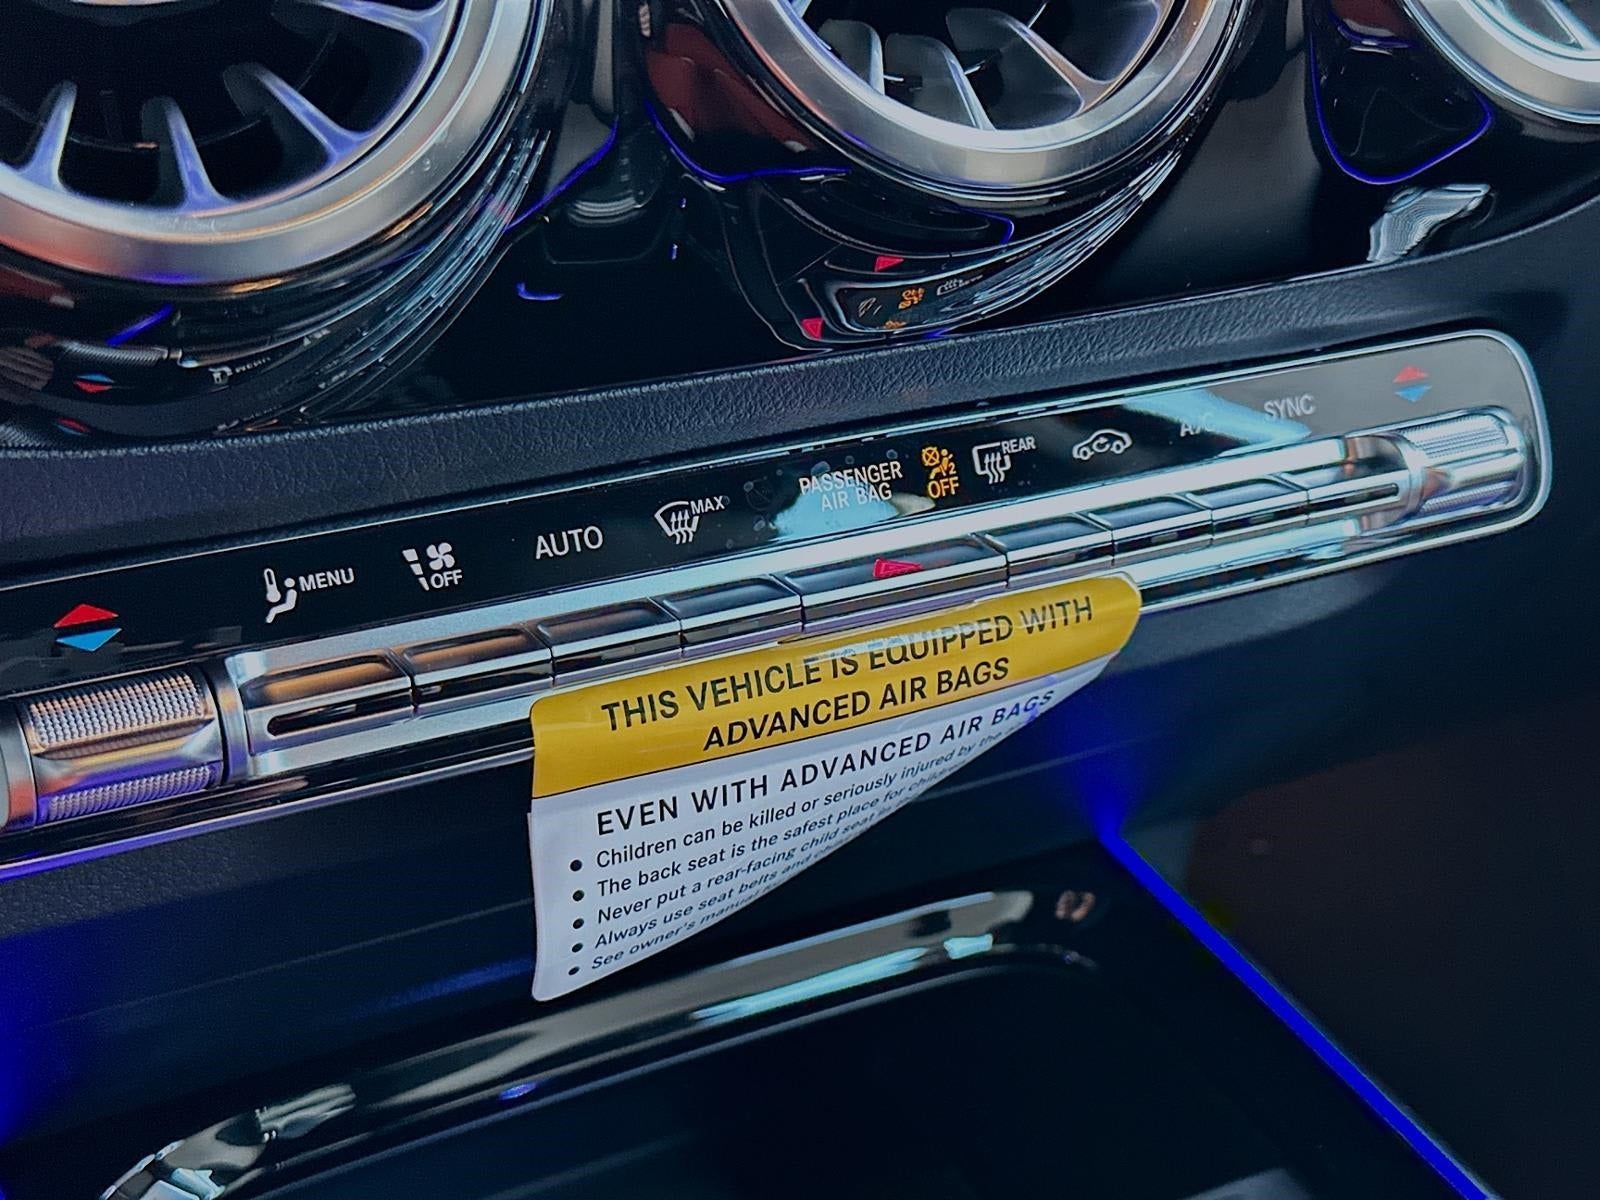 MENU
OFF
AUTO
MAX
PASSENGER
AIR BAG
2
OFF
REAR
A/C
SYNC
THIS VEHICLE IS EQUIPPED WITH
ADVANCED AIR BAGS
EVEN WITH ADVANCED AIR BAGS
• Children can be killed or seriously injured by the
• The back seat is the safest place for children
• Never put a rear-facing child seat in
• Always use seat belts and
• See owner's manual